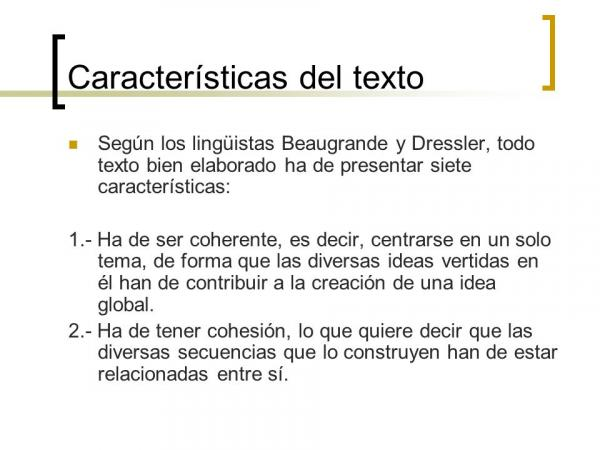 Características del texto
Según los lingüistas Beaugrande y Dressler, todo
texto bien elaborado ha de presentar siete
características:
1.- Ha de ser coherente, es decir, centrarse en un solo
tema, de forma que las diversas ideas vertidas en
él han de contribuir a la creación de una idea
global.
2.- Ha de tener cohesión, lo que quiere decir que las
diversas secuencias que lo construyen han de estar
relacionadas entre sí.